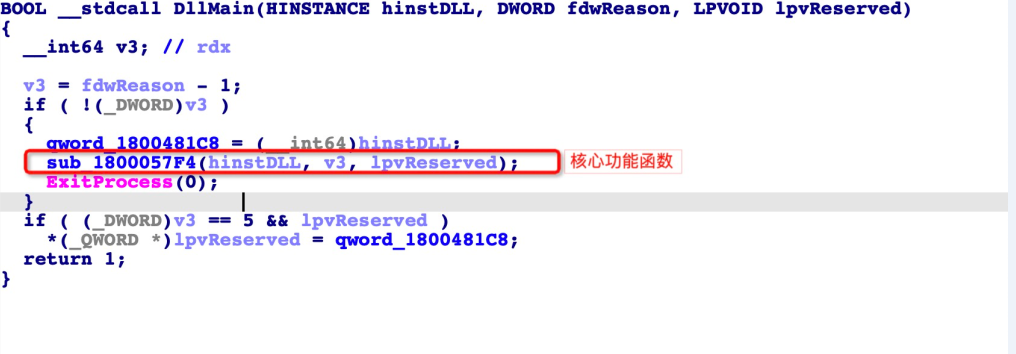 BOOL __stdcall DllMain(HINSTANCE hinstDLL, DWORD fdwReason, LPVOID lpvReserved)
{
__int64 v3; // rdx
v3 = fdwReason - 1;
if ( !(_DWORD)v3 )
{
qword_1800481C8 = (__int64)hinstDLL;
sub_1800057F4(hinstDLL, v3, lpvReserved); 核心功能函数
ExitProcess(0);
}
if ( (_DWORD)v3 == 5 && lpvReserved )
*(_QWORD *)lpvReserved = qword_1800481C8;
return 1;
}